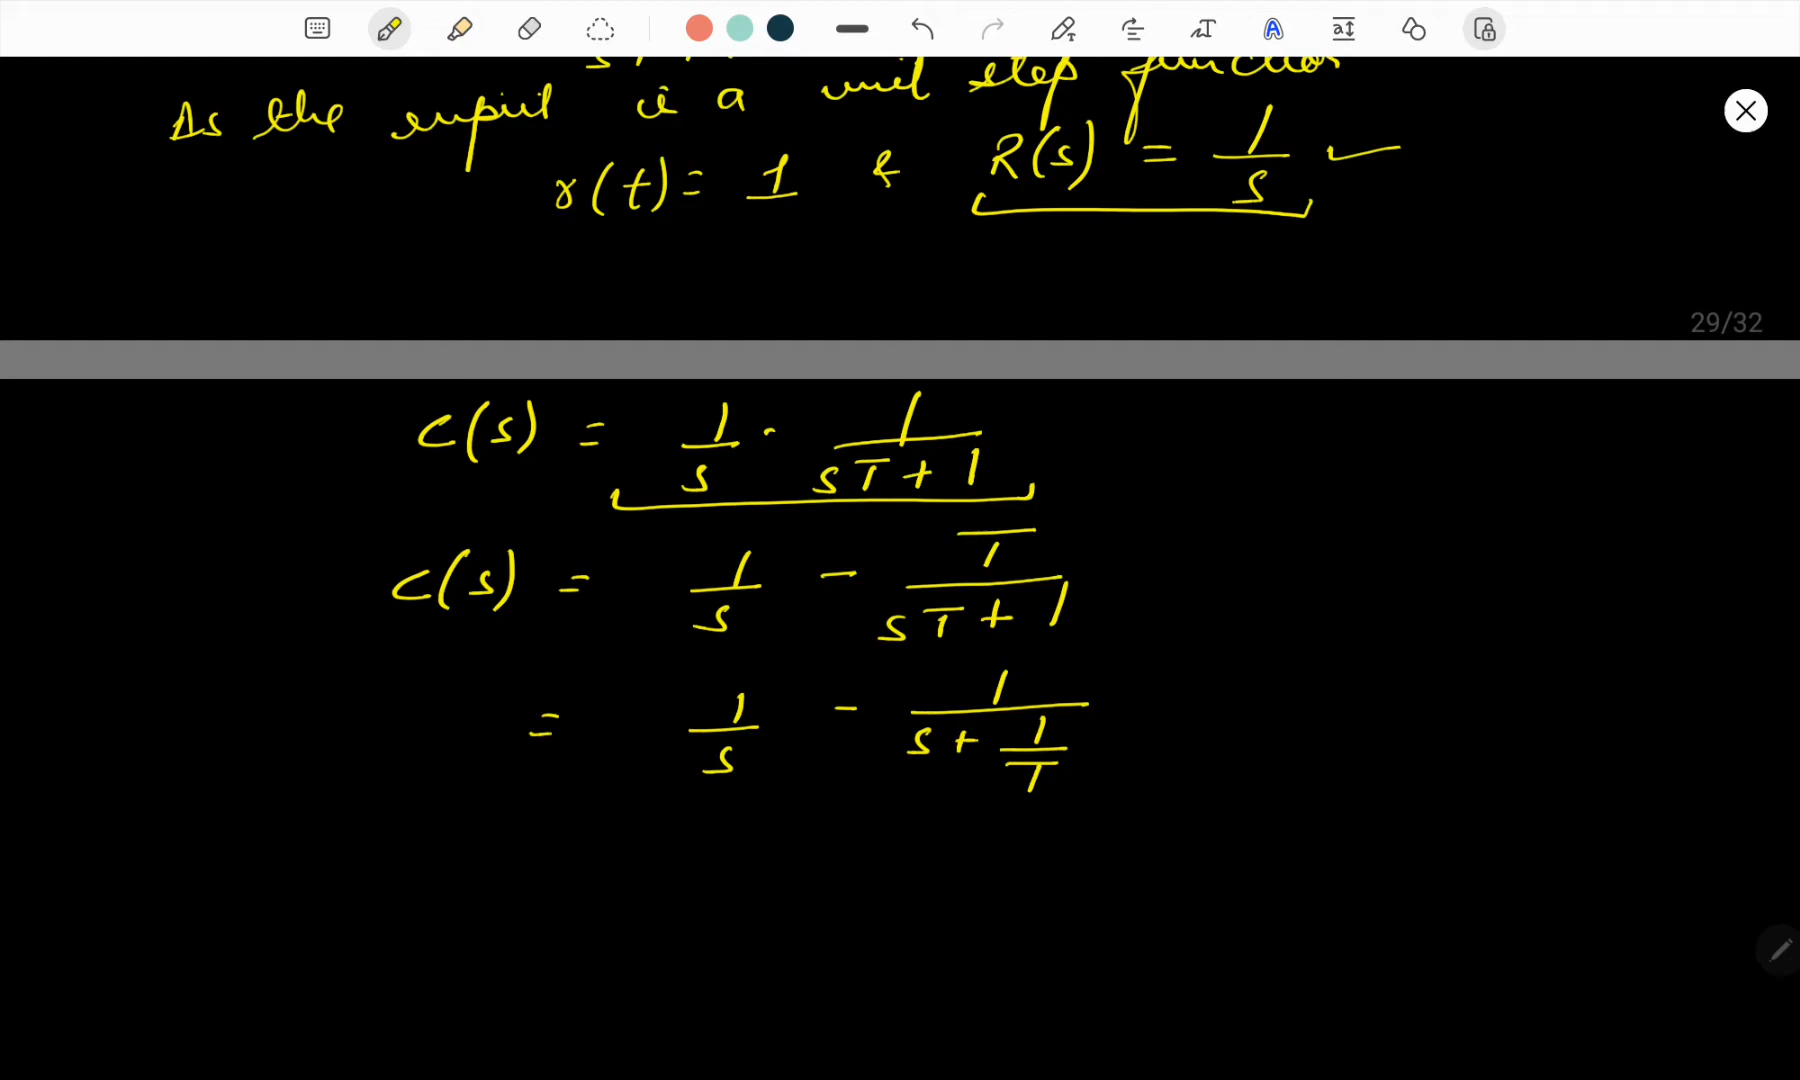 As the input is a unit step function
r(t) = 1 & R(s) = 1/s ✓
29/32
C(s) = 1/s · 1/(sT + 1)
C(s) = 1/s - T/(sT + 1)
= 1/s - 1/(s + 1/T)